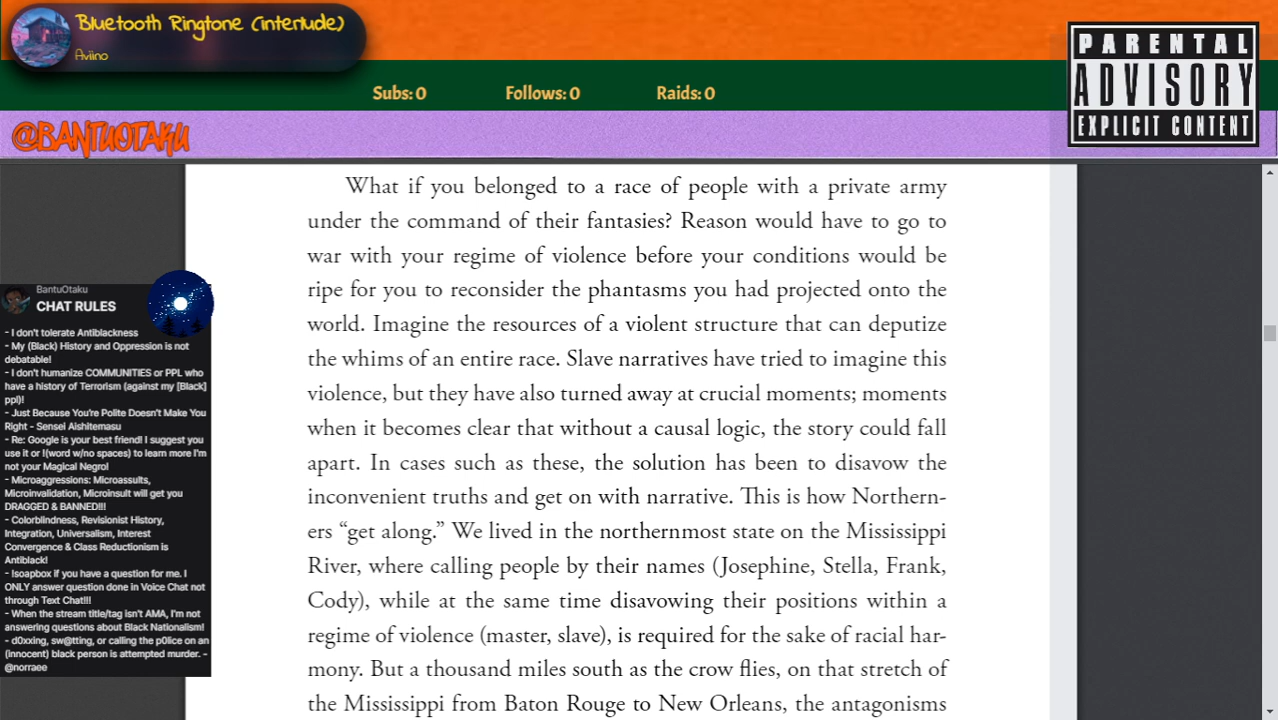 Bluetooth Ringtone (interlude)
Aviino
Subs: 0
Follows: 0
Raids: 0
PARENTAL
ADVISORY
EXPLICIT CONTENT
@BANTUOTAKU
What if you belonged to a race of people with a private army
under the command of their fantasies? Reason would have to go to
war with your regime of violence before your conditions would be
ripe for you to reconsider the phantasms you had projected onto the
world. Imagine the resources of a violent structure that can deputize
the whims of an entire race. Slave narratives have tried to imagine this
violence, but they have also turned away at crucial moments; moments
when it becomes clear that without a causal logic, the story could fall
apart. In cases such as these, the solution has been to disavow the
inconvenient truths and get on with narrative. This is how Northern-
ers “get along.” We lived in the northernmost state on the Mississippi
River, where calling people by their names (Josephine, Stella, Frank,
Cody), while at the same time disavowing their positions within a
regime of violence (master, slave), is required for the sake of racial har-
mony. But a thousand miles south as the crow flies, on that stretch of
the Mississippi from Baton Rouge to New Orleans, the antagonisms
BantuOtaku
CHAT RULES
- I don't tolerate Antiblackness
- My (Black) History and Oppression is not
debatable!
- I don't humanize COMMUNITIES or PPL who
have a history of Terrorism (against my [Black]
ppl)!
- Just Because You're Polite Doesn't Make You
Right - Sensei Aishitemasu
- Re: Google is your best friend! I suggest you
use it or !(word w/no spaces) to learn more I'm
not your Magical Negro!
- Microaggressions: Microassults,
Microinvalidation, Microinsult will get you
DRAGGED & BANNED!!!
- Colorblindness, Revisionist History,
Integration, Universalism, Interest
Convergence & Class Reductionism is
Antiblack!
- !soapbox if you have a question for me. I
ONLY answer question done in Voice Chat not
through Text Chat!!!
- When the stream title/tag isn't AMA, I'm not
answering questions about Black Nationalism!
- d0xxing, sw@tting, or calling the p0lice on an
(innocent) black person is attempted murder. -
@norraee